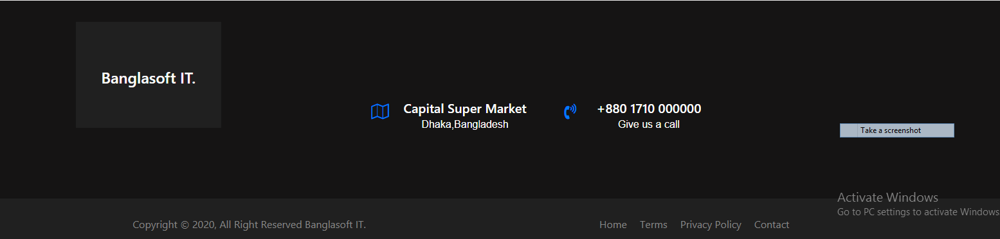 Banglasoft IT.
Capital Super Market
Dhaka,Bangladesh
+880 1710 000000
Give us a call
Take a screenshot
Activate Windows
Go to PC settings to activate Windows
Copyright © 2020, All Right Reserved Banglasoft IT.
Home Terms Privacy Policy Contact